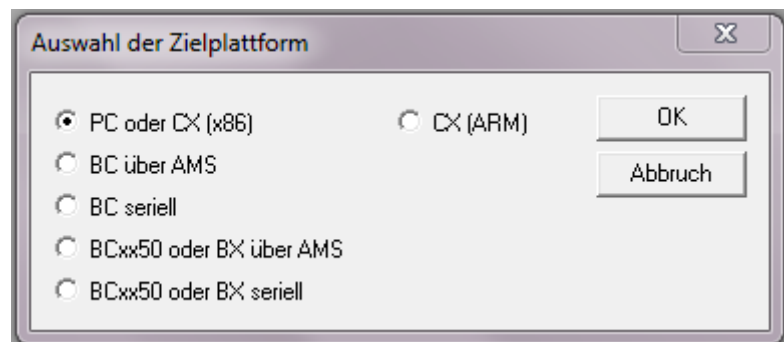 Auswahl der Zielplattform
PC oder CX (x86)
CX (ARM)
OK
BC über AMS
Abbruch
BC seriell
BCxx50 oder BX über AMS
BCxx50 oder BX seriell